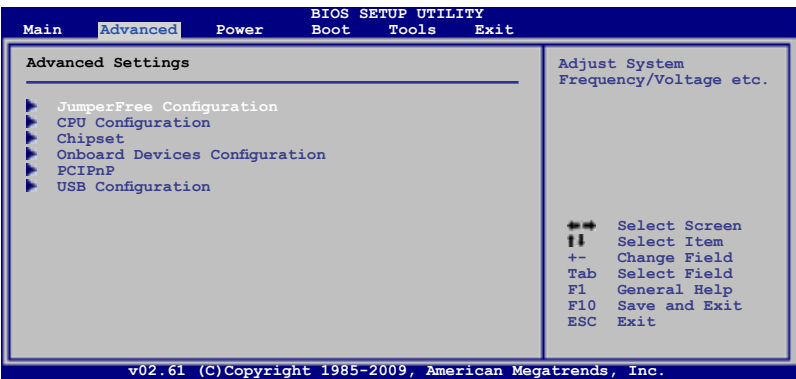 BIOS SETUP UTILITY
Main Advanced Power Boot Tools Exit
Advanced Settings
JumperFree Configuration
CPU Configuration
Chipset
Onboard Devices Configuration
PCIPnP
USB Configuration
Adjust System
Frequency/Voltage etc.
←→ Select Screen
↑↓ Select Item
+- Change Field
Tab Select Field
F1 General Help
F10 Save and Exit
ESC Exit
v02.61 (C)Copyright 1985-2009, American Megatrends, Inc.